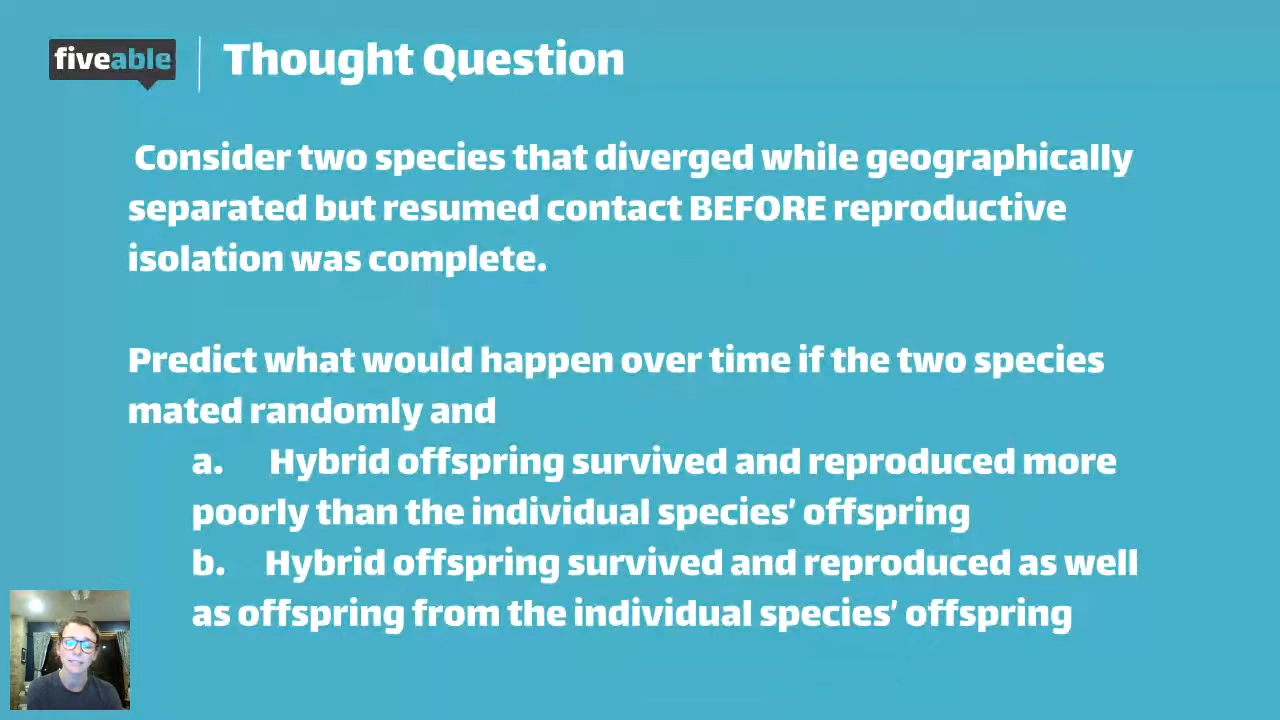 fiveable
Thought Question
Consider two species that diverged while geographically
separated but resumed contact BEFORE reproductive
isolation was complete.
Predict what would happen over time if the two species
mated randomly and
a. Hybrid offspring survived and reproduced more
poorly than the individual species’ offspring
b. Hybrid offspring survived and reproduced as well
as offspring from the individual species’ offspring